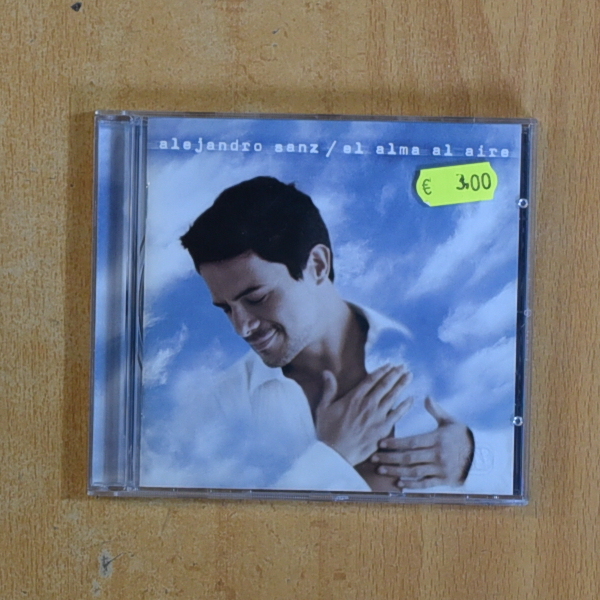 alejandro sanz / el alma al aire
€ 3,00